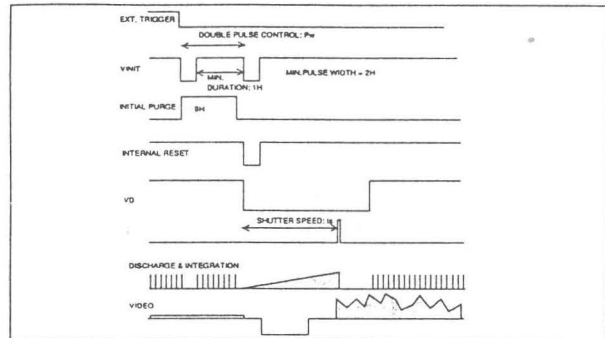 EXT. TRIGGER
DOUBLE PULSE CONTROL: Pw
VINIT
MIN.
DURATION: 1H
MIN.PULSE WIDTH = 2H
INITIAL PURGE
8H
INTERNAL RESET
VD
SHUTTER SPEED: ts
DISCHARGE & INTEGRATION
VIDEO